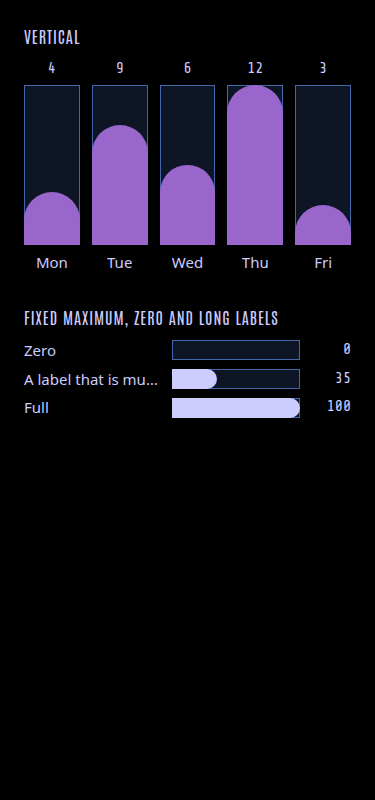 VERTICAL
4 9 6 12 3
Mon Tue Wed Thu Fri
FIXED MAXIMUM, ZERO AND LONG LABELS
Zero 0
A label that is mu... 35
Full 100